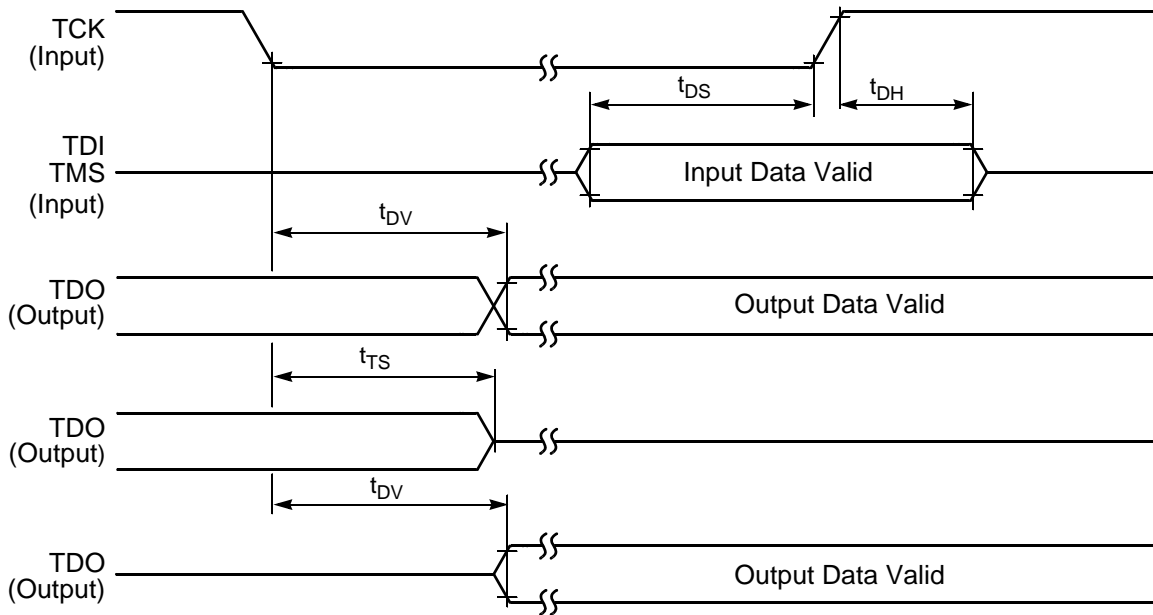 TCK
(Input)
tDS
tDH
TDI
TMS
(Input)
Input Data Valid
tDV
TDO
(Output)
Output Data Valid
tTS
TDO
(Output)
tDV
TDO
(Output)
Output Data Valid